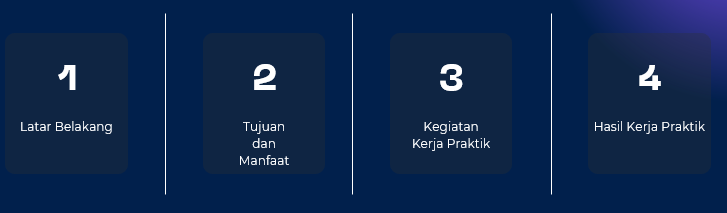 1
Latar Belakang
2
Tujuan
dan
Manfaat
3
Kegiatan
Kerja Praktik
4
Hasil Kerja Praktik